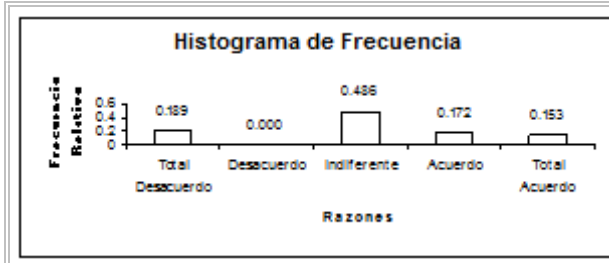 Histograma de Frecuencia
Frecuencia
Relativa
0.6
0.4
0.2
0
0.189
0.000
0.486
0.172
0.153
Total
Desacuerdo
Desacuerdo
Indiferente
Acuerdo
Total
Acuerdo
Razones